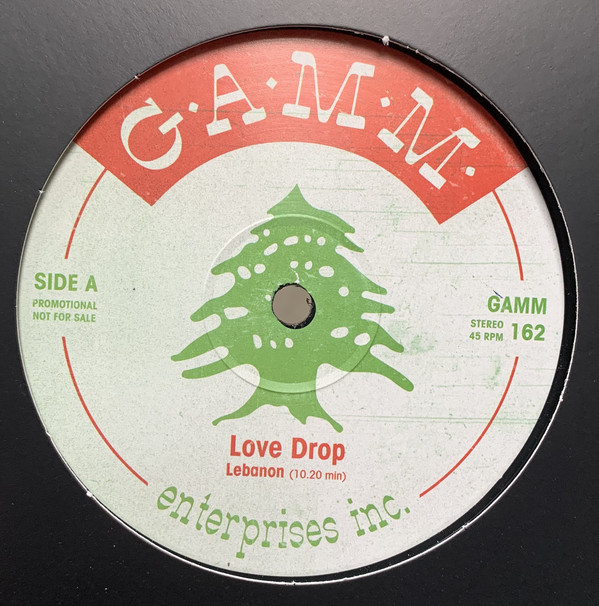 G·A·M·M·
SIDE A
PROMOTIONAL
NOT FOR SALE
GAMM
STEREO 162
45 RPM
Love Drop
Lebanon (10.20 min)
enterprises inc.